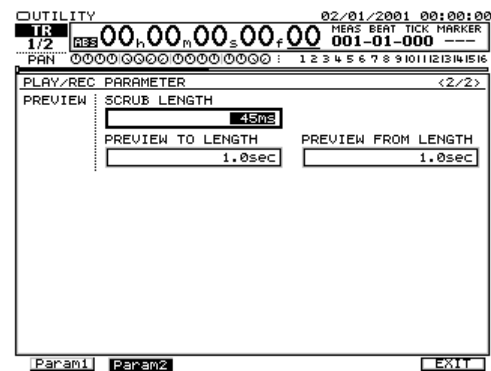 UTILITY 02/01/2001 00:00:00
TR 1/2 ABS 00h00m00s00f00 MEAS BEAT TICK MARKER
001-01-000 ---
PAN 1 2 3 4 5 6 7 8 9 10 11 12 13 14 15 16
PLAY/REC PARAMETER <2/2>
PREVIEW SCRUB LENGTH
45ms
PREVIEW TO LENGTH PREVIEW FROM LENGTH
1.0sec 1.0sec
Param1 Param2 EXIT